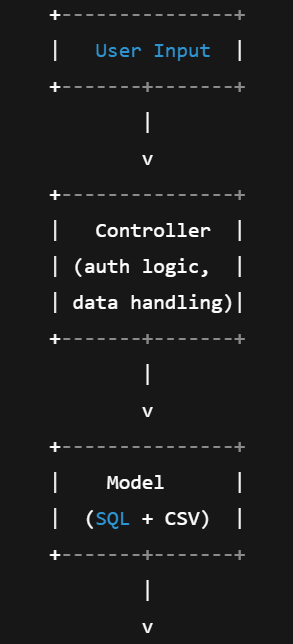 +---------------+
|   User Input  |
+-------+-------+
        |
        v
+---------------+
|   Controller  |
| (auth logic,  |
| data handling)|
+-------+-------+
        |
        v
+---------------+
|    Model      |
|  (SQL + CSV)  |
+-------+-------+
        |
        v